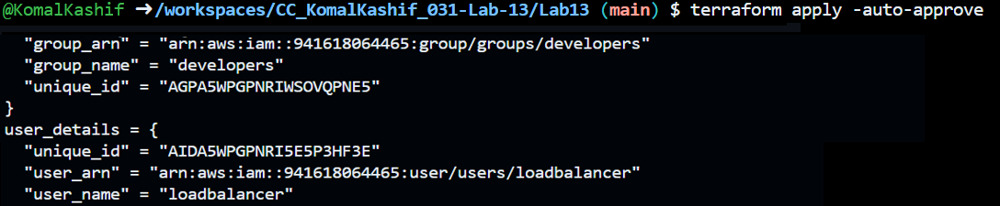 @KomalKashif ➜/workspaces/CC_KomalKashif_031-Lab-13/Lab13 (main) $ terraform apply -auto-approve
"group_arn" = "arn:aws:iam::941618064465:group/groups/developers"
"group_name" = "developers"
"unique_id" = "AGPA5WPGPNRIWSOVQPNE5"
}
user_details = {
"unique_id" = "AIDA5WPGPNRI5E5P3HF3E"
"user_arn" = "arn:aws:iam::941618064465:user/users/loadbalancer"
"user_name" = "loadbalancer"